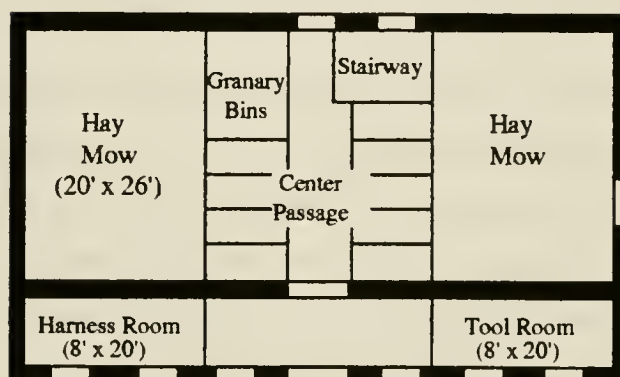 Hay
Mow
(20' x 26')
Granary
Bins
Stairway
Hay
Mow
Center
Passage
Harness Room
(8' x 20')
Tool Room
(8' x 20')